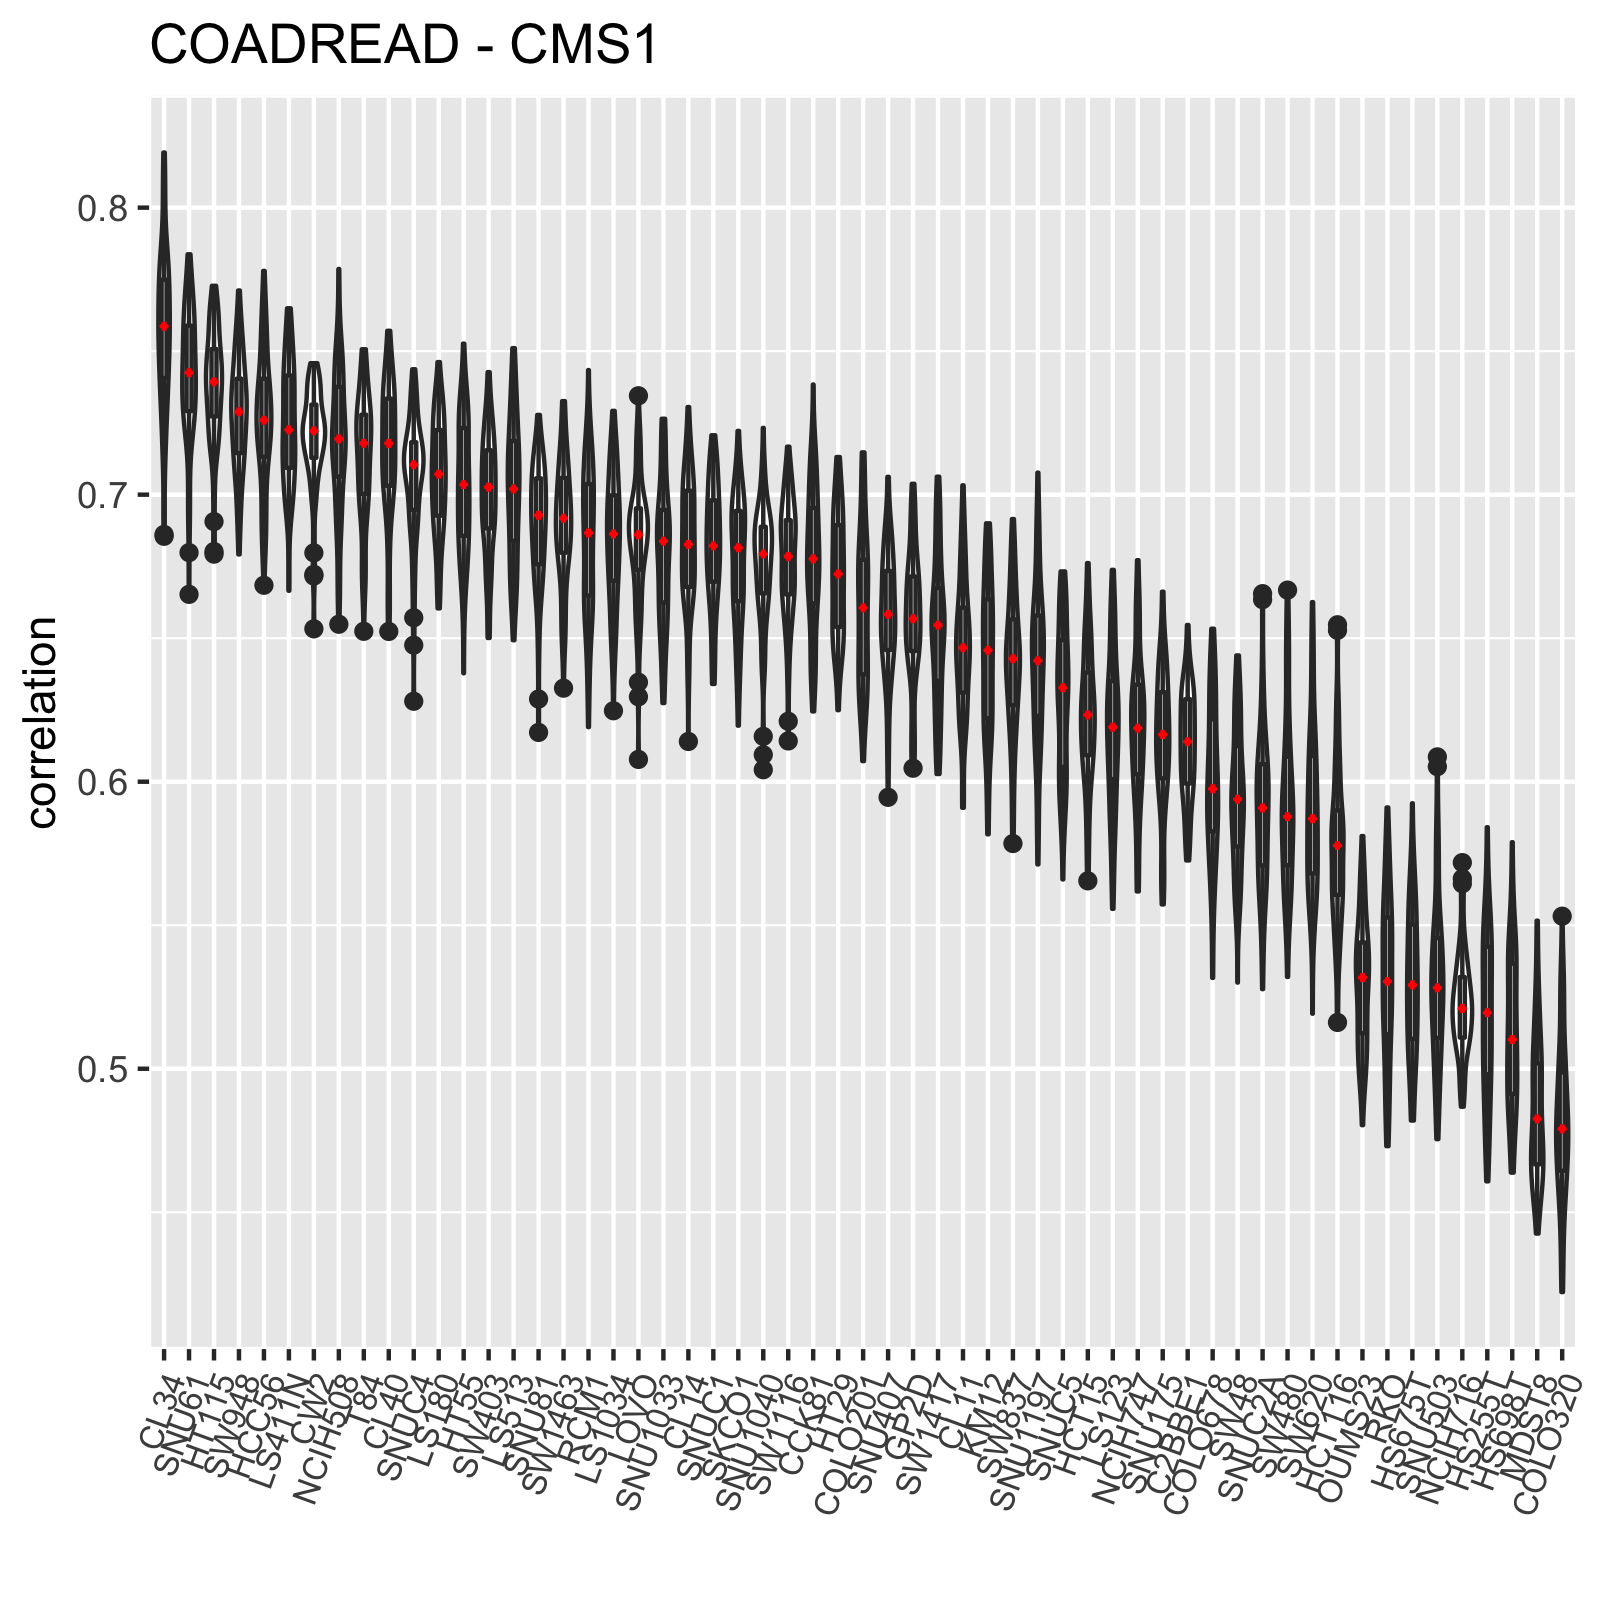 COADREAD - CMS1
correlation
0.8
0.7
0.6
0.5
CL34
SNU61
HT115
SW948
HCC56
LS411N
CW2
NCIH508
T84
CL40
SNUC4
LS180
HT55
SW403
LS513
SNU81
SW1463
RCM1
LS1034
LOVO
SNU1033
CL14
SNUC1
SKCO1
SNU1040
SW1116
CCK81
HT29
COLO201
SNU407
GP2D
SW1417
CL11
KM12
SW837
SNU1197
SNUC5
HCT15
LS123
NCIH747
SNU175
C2BBE1
COLO678
SW48
SNUC2A
SW480
SW620
HCT116
OUMS23
RKO
HS675T
SNU503
NCIH716
HS255T
HS698T
MDST8
COLO320